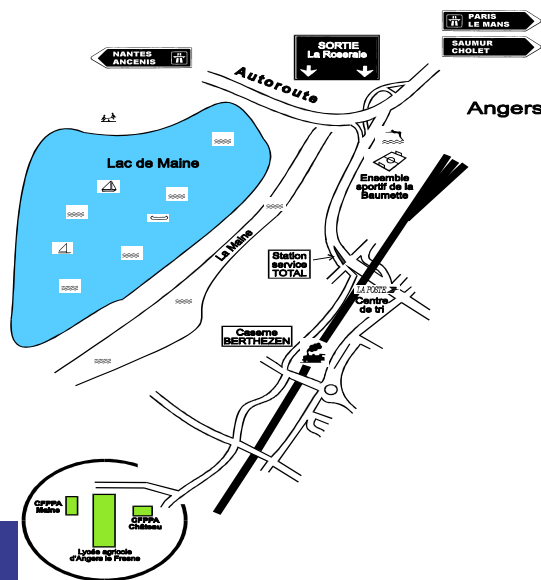 PARIS
LE MANS
SORTIE
La Roseraie
NANTES
ANCENIS
SAUMUR
CHOLET
Autoroute
Angers
Lac de Maine
Ensemble
sportif de la
Baumette
La Maine
Station
service
TOTAL
LA POSTE
Centre
de tri
Caserne
BERTHEZEN
CFPPA
Maine
CFPPA
Château
Lycée agricole
d'Angers le Fresne